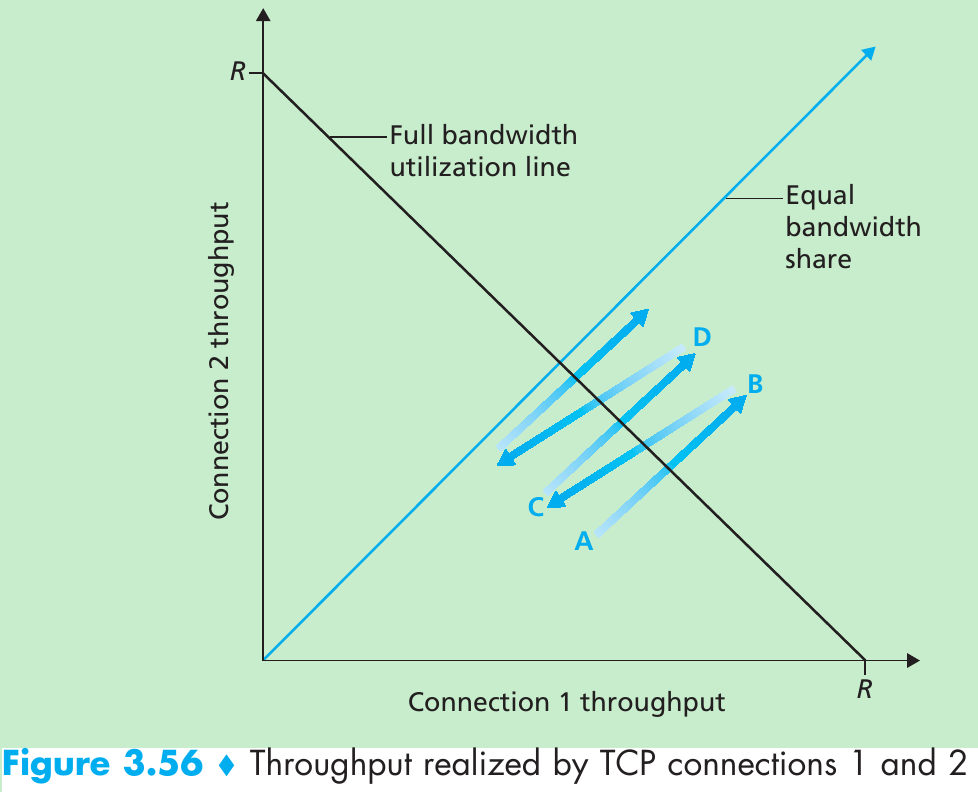 R
Full bandwidth
utilization line
Equal
bandwidth
share
Connection 2 throughput
D
B
C
A
R
Connection 1 throughput
Figure 3.56 ♦ Throughput realized by TCP connections 1 and 2